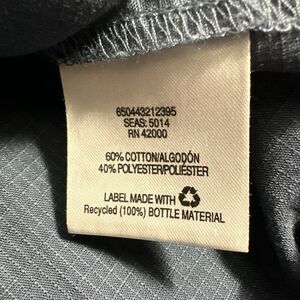 650443212395
SEAS: 5014
RN 42000
60% COTTON/ALGODÓN
40% POLYESTER/POLIÉSTER
LABEL MADE WITH
Recycled (100%) BOTTLE MATERIAL